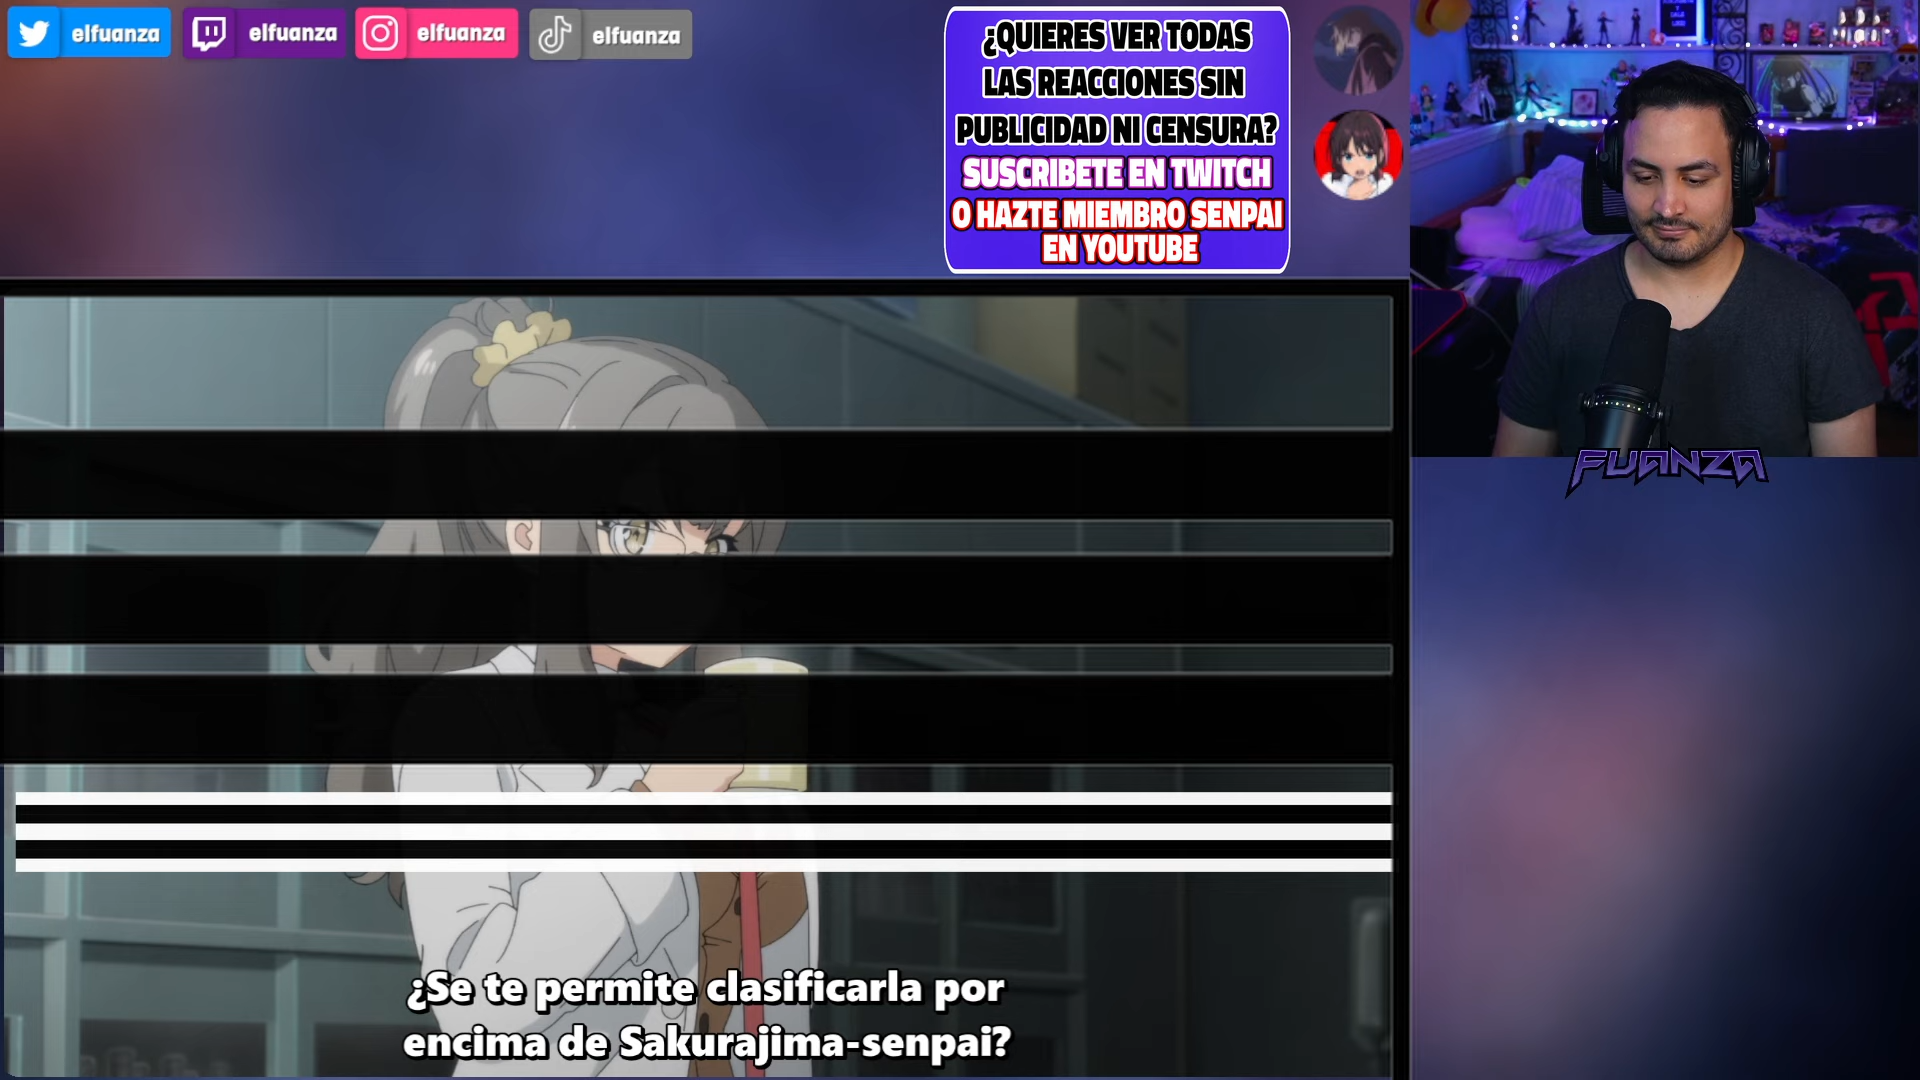 elfuanza
elfuanza
elfuanza
elfuanza
¿QUIERES VER TODAS
LAS REACCIONES SIN
PUBLICIDAD NI CENSURA?
SUSCRIBETE EN TWITCH
O HAZTE MIEMBRO SENPAI
EN YOUTUBE
FUANZA
¿Se te permite clasificarla por
encima de Sakurajima-senpai?